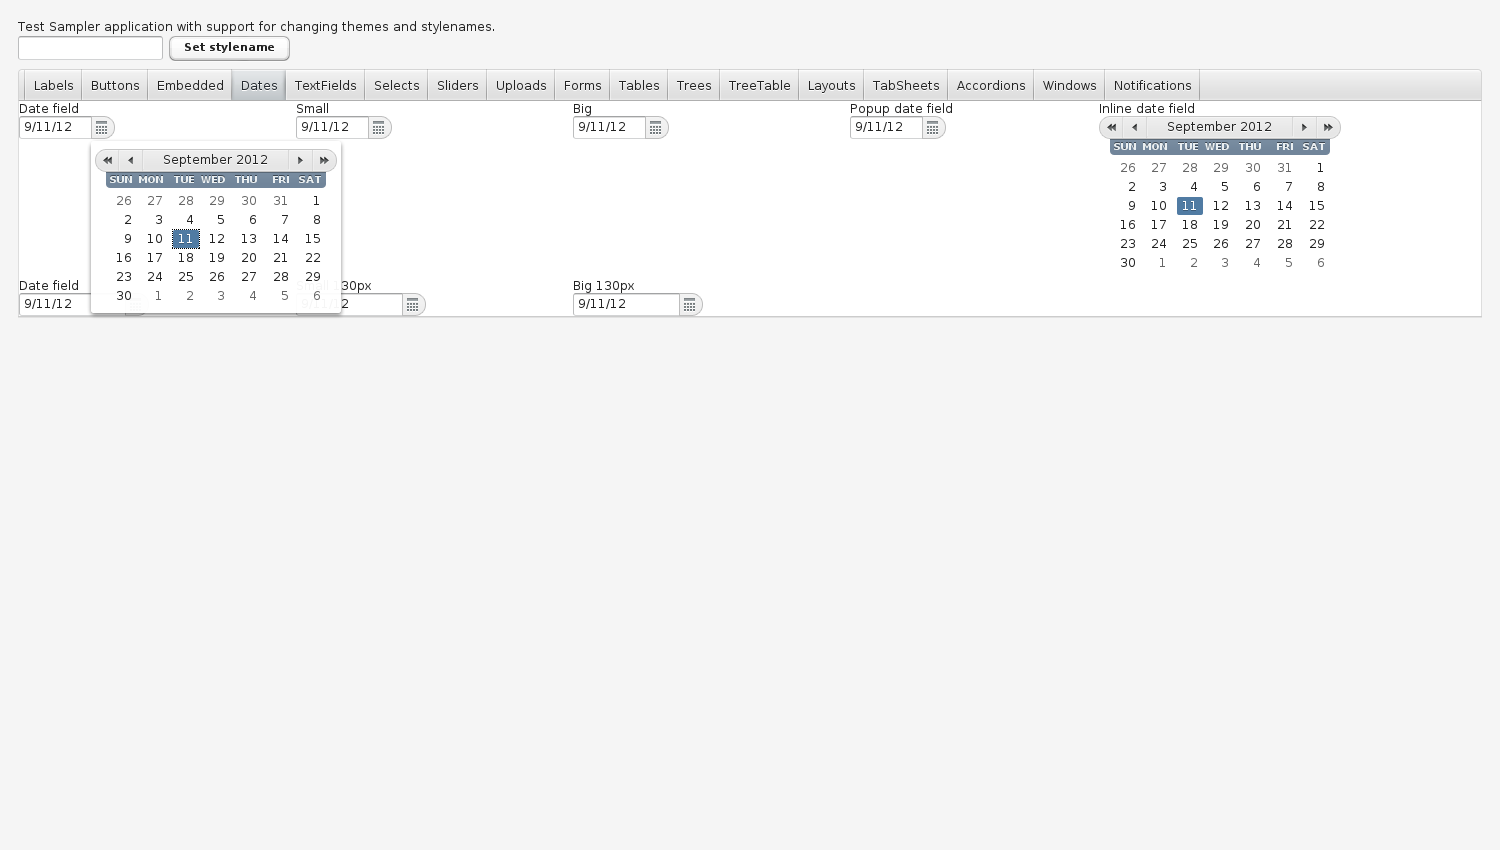 Test Sampler application with support for changing themes and stylenames.
Set stylename
Labels Buttons Embedded Dates TextFields Selects Sliders Uploads Forms Tables Trees TreeTable Layouts TabSheets Accordions Windows Notifications
Date field Small Big Popup date field Inline date field
9/11/12 9/11/12 9/11/12 9/11/12
September 2012
SUN MON TUE WED THU FRI SAT
26 27 28 29 30 31 1
2 3 4 5 6 7 8
9 10 11 12 13 14 15
16 17 18 19 20 21 22
23 24 25 26 27 28 29
30 1 2 3 4 5 6
September 2012
SUN MON TUE WED THU FRI SAT
26 27 28 29 30 31 1
2 3 4 5 6 7 8
9 10 11 12 13 14 15
16 17 18 19 20 21 22
23 24 25 26 27 28 29
30 1 2 3 4 5 6
Date field 130px Big 130px
9/11/12 2 9/11/12